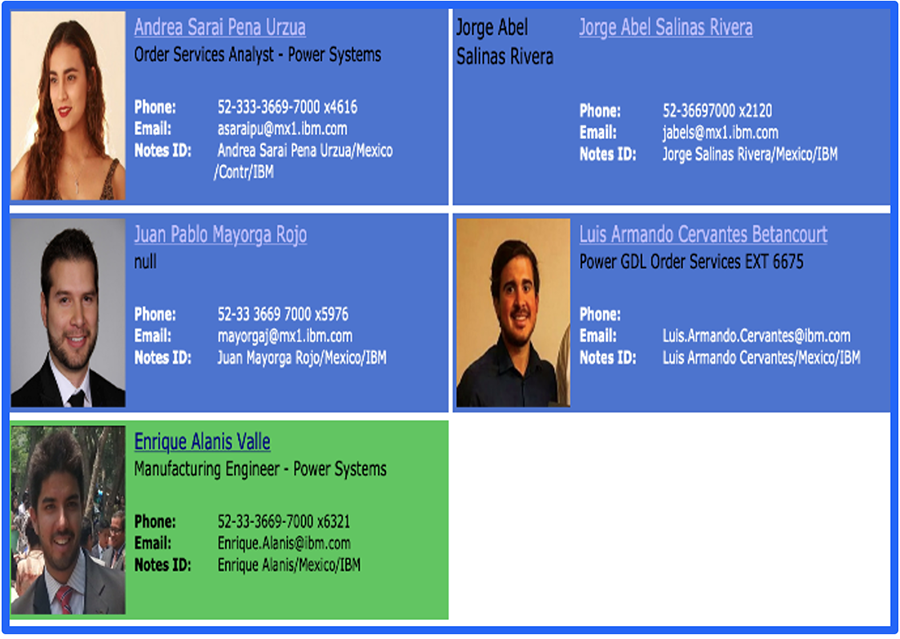 Andrea Sarai Pena Urzua
Order Services Analyst - Power Systems
Phone: 52-333-3669-7000 x4616
Email: asaraipu@mx1.ibm.com
Notes ID: Andrea Sarai Pena Urzua/Mexico
/Contr/IBM
Jorge Abel
Salinas Rivera
Jorge Abel Salinas Rivera
Phone: 52-36697000 x2120
Email: jabels@mx1.ibm.com
Notes ID: Jorge Salinas Rivera/Mexico/IBM
Juan Pablo Mayorga Rojo
null
Phone: 52-33 3669 7000 x5976
Email: mayorgaj@mx1.ibm.com
Notes ID: Juan Mayorga Rojo/Mexico/IBM
Luis Armando Cervantes Betancourt
Power GDL Order Services EXT 6675
Phone:
Email: Luis.Armando.Cervantes@ibm.com
Notes ID: Luis Armando Cervantes/Mexico/IBM
Enrique Alanis Valle
Manufacturing Engineer - Power Systems
Phone: 52-33-3669-7000 x6321
Email: Enrique.Alanis@ibm.com
Notes ID: Enrique Alanis/Mexico/IBM